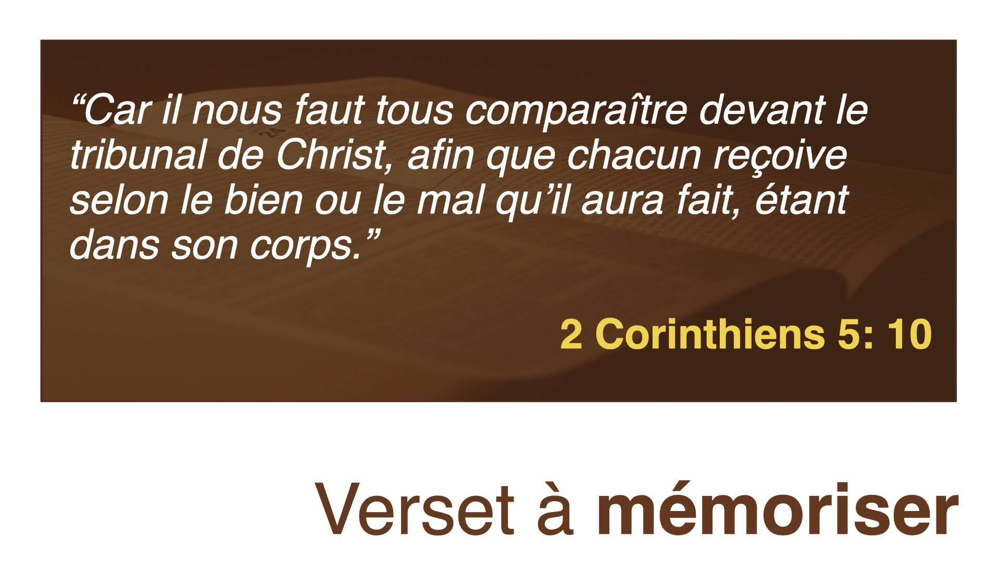 “Car il nous faut tous comparaître devant le
tribunal de Christ, afin que chacun reçoive
selon le bien ou le mal qu’il aura fait, étant
dans son corps.”
2 Corinthiens 5: 10
Verset à mémoriser